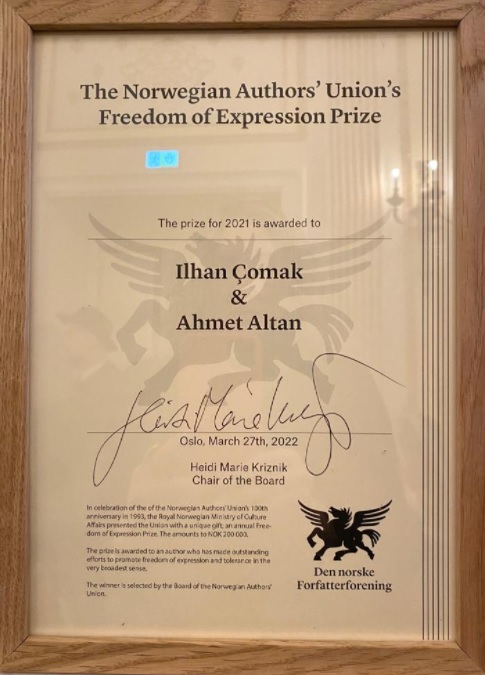 The Norwegian Authors' Union's
Freedom of Expression Prize
The prize for 2021 is awarded to
Ilhan Çomak
&
Ahmet Altan
Oslo, March 27th, 2022
Heidi Marie Kriznik
Chair of the Board
In celebration of the of the Norwegian Authors' Union's 100th
anniversary in 1993, the Royal Norwegian Ministry of Culture
Affairs presented the Union with a unique gift: an annual Free-
dom of Expression Prize. The amounts to NOK 200 000.
The prize is awarded to an author who has made outstanding
efforts to promote freedom of expression and tolerance in the
very broadest sense.
The winner is selected by the Board of the Norwegian Authors'
Union.
Den norske
Forfatterforening